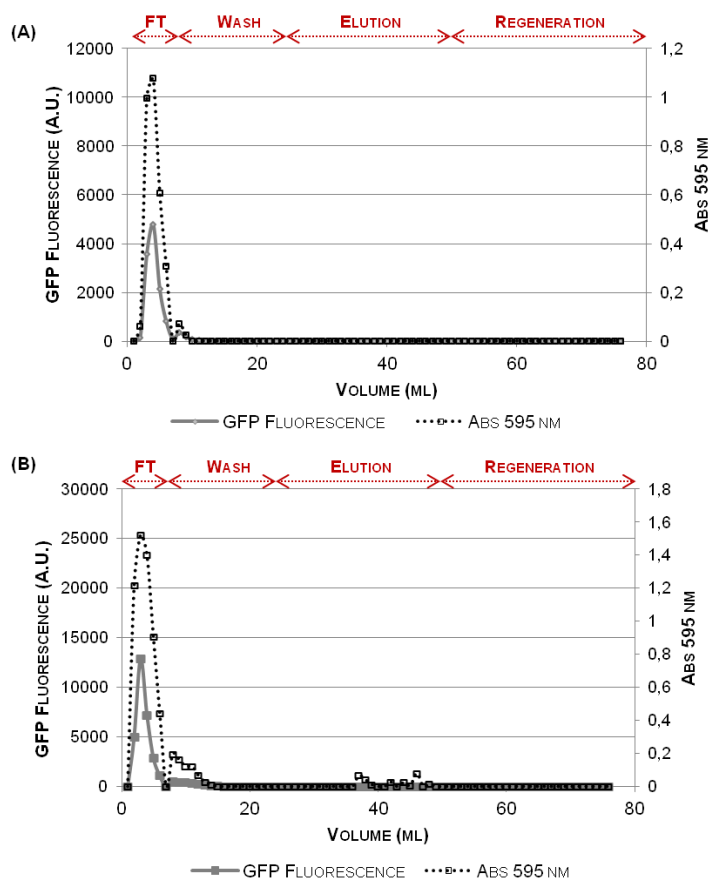 (A)
FT WASH ELUTION REGENERATION
12000 1,2
10000 1
8000 0,8
6000 0,6
4000 0,4
2000 0,2
0 0
0 20 40 60 80
GFP FLUORESCENCE (A.U.)
ABS 595 NM
VOLUME (ML)
GFP FLUORESCENCE ABS 595 NM
(B)
FT WASH ELUTION REGENERATION
30000 1,8
1,6
25000
1,4
20000 1,2
1
15000
0,8
10000 0,6
0,4
5000
0,2
0 0
0 20 40 60 80
GFP FLUORESCENCE (A.U.)
ABS 595 NM
VOLUME (ML)
GFP FLUORESCENCE ABS 595 NM